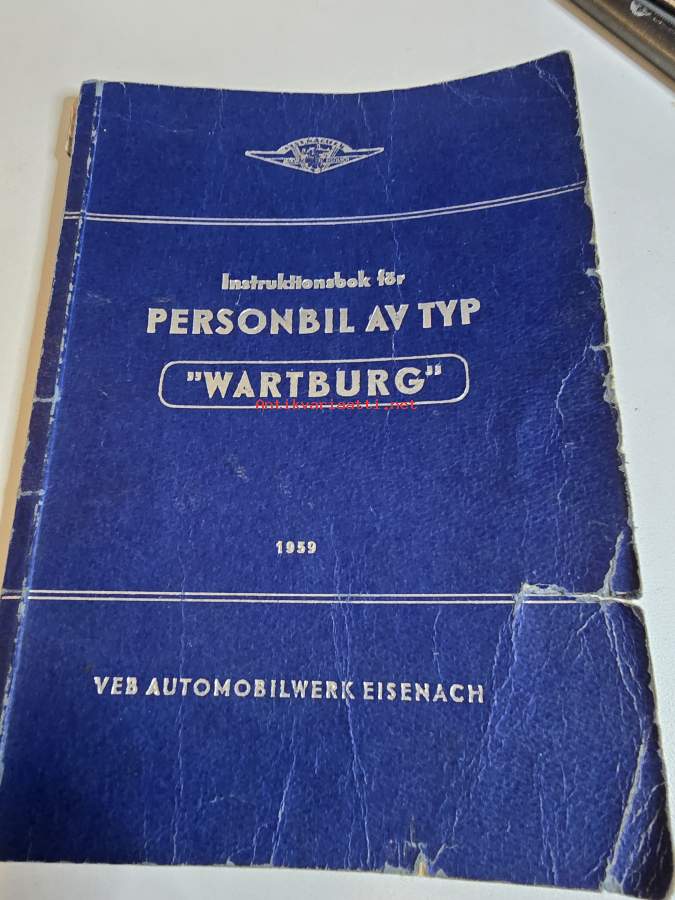 Instruktionsbok för
PERSONBIL AV TYP
”WARTBURG”
Antikvariaatti.net
1959
VEB AUTOMOBILWERK EISENACH